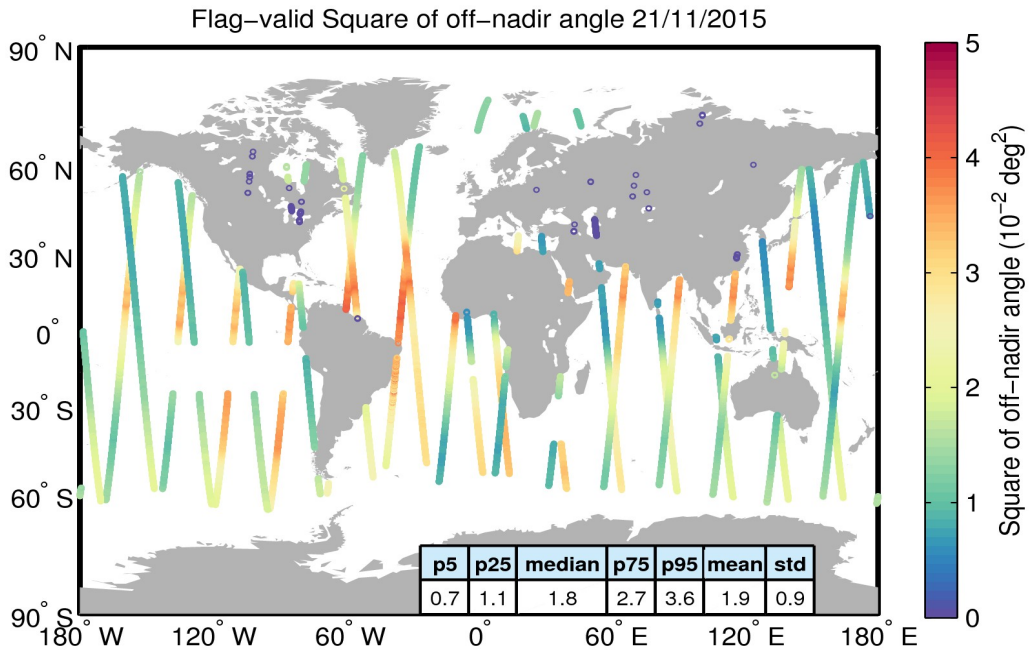 Flag−valid Square of off−nadir angle 21/11/2015
90° N
60° N
30° N
0°
30° S
60° S
90° S
180° W
120° W
60° W
0°
60° E
120° E
180° E
p5 p25 median p75 p95 mean std
0.7 1.1 1.8 2.7 3.6 1.9 0.9
5
4
3
2
1
0
Square of off−nadir angle (10⁻² deg²)